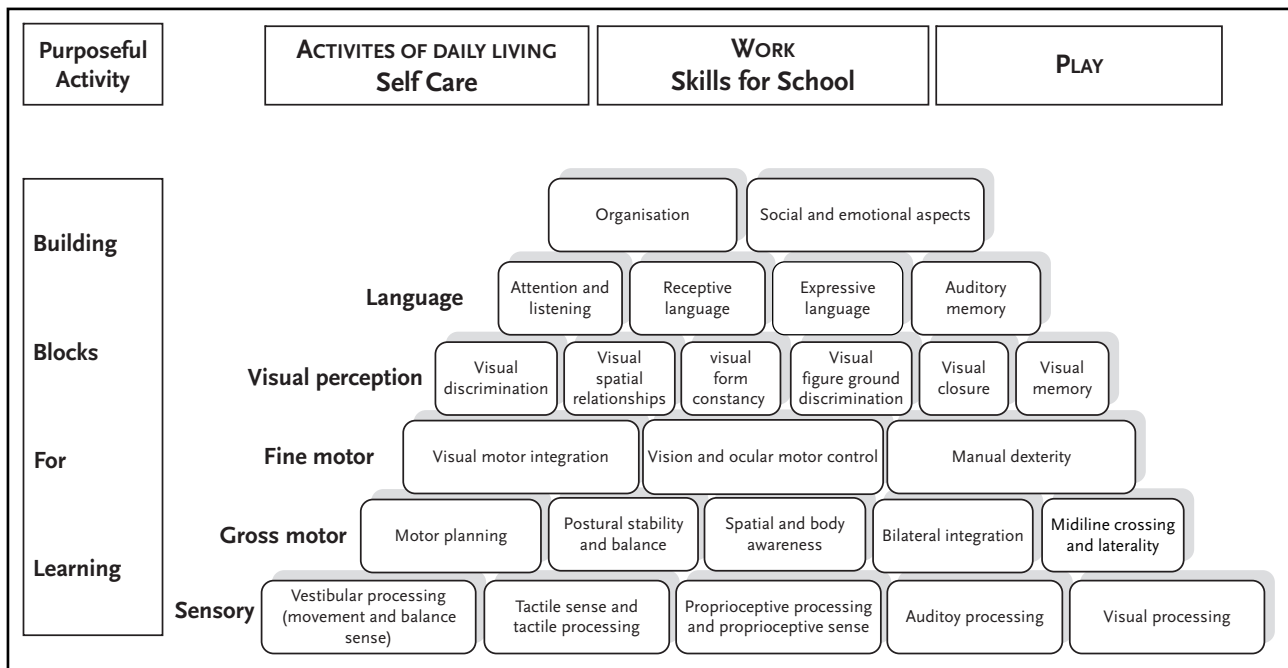 Purposeful
Activity
ACTIVITES OF DAILY LIVING
Self Care
WORK
Skills for School
PLAY
Building
Blocks
For
Learning
Organisation
Social and emotional aspects
Language
Attention and
listening
Receptive
language
Expressive
language
Auditory
memory
Visual perception
Visual
discrimination
Visual
spatial
relationships
visual
form
constancy
Visual
figure ground
discrimination
Visual
closure
Visual
memory
Fine motor
Visual motor integration
Vision and ocular motor control
Manual dexterity
Gross motor
Motor planning
Postural stability
and balance
Spatial and body
awareness
Bilateral integration
Midiline crossing
and laterality
Sensory
Vestibular processing
(movement and balance
sense)
Tactile sense and
tactile processing
Proprioceptive processing
and proprioceptive sense
Auditoy processing
Visual processing